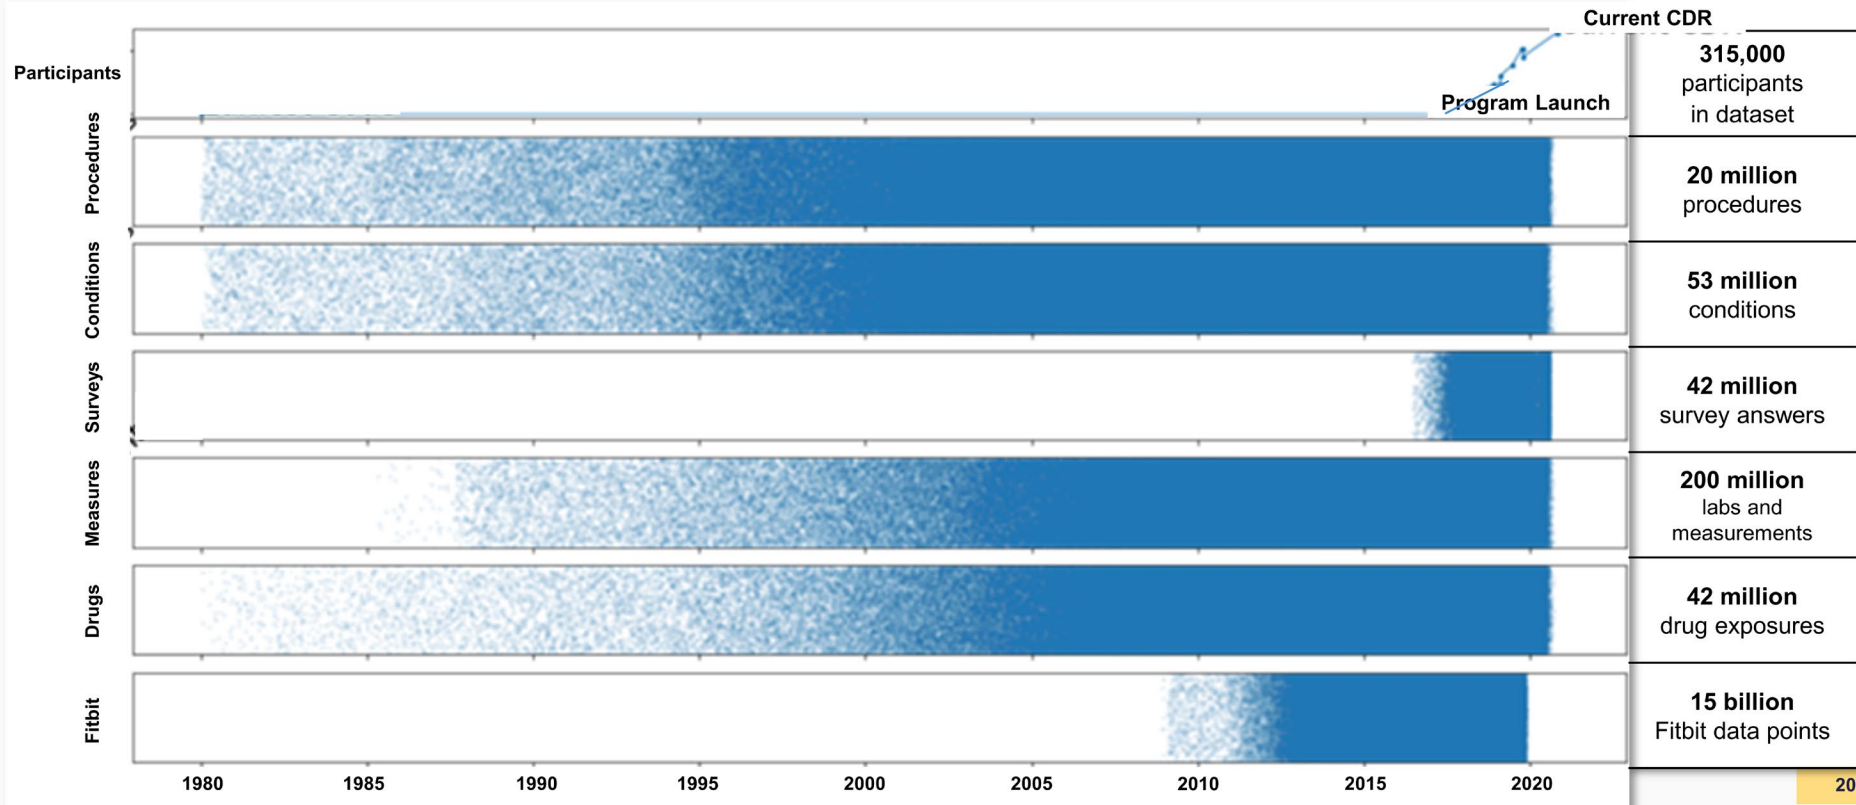 Current CDR
Participants
Program Launch
315,000
participants
in dataset
Procedures
20 million
procedures
Conditions
53 million
conditions
Surveys
42 million
survey answers
Measures
200 million
labs and
measurements
Drugs
42 million
drug exposures
Fitbit
15 billion
Fitbit data points
1980 1985 1990 1995 2000 2005 2010 2015 2020
20